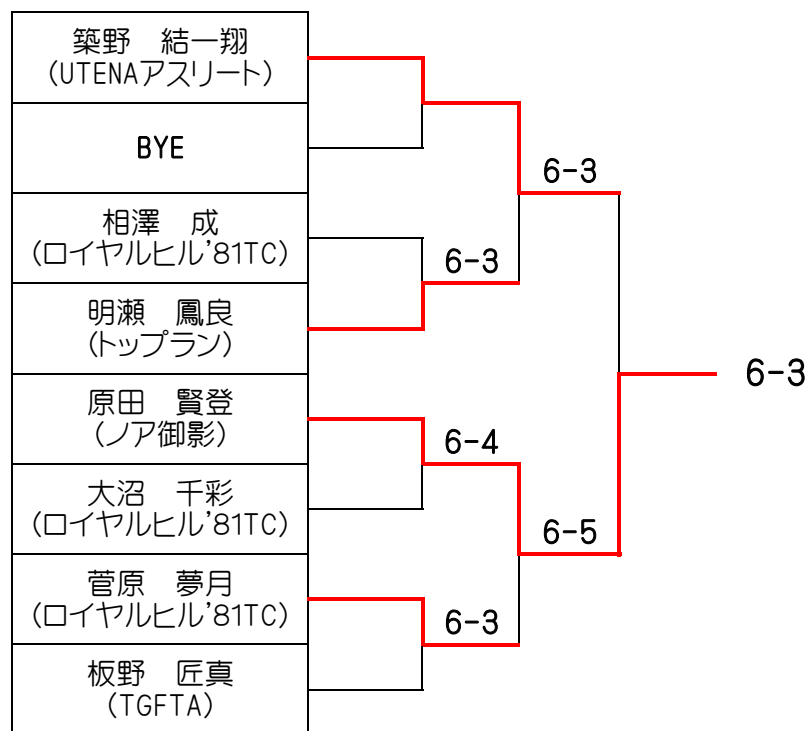 築野　結一翔
(UTENAアスリート)
BYE
相澤　成
(ロイヤルヒル'81TC)
明瀬　鳳良
(トップラン)
原田　賢登
(ノア御影)
大沼　千彩
(ロイヤルヒル'81TC)
菅原　夢月
(ロイヤルヒル'81TC)
板野　匠真
(TGFTA)
6-3
6-4
6-3
6-3
6-5
6-3